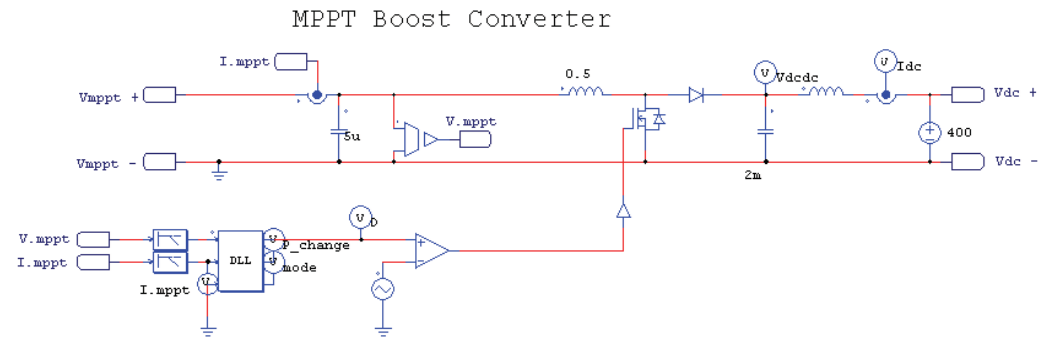 MPPT Boost Converter
I.mppt
V
Idc
0.5
V
Vdcdc
Vmppt +
Vdc +
5u
V.mppt
400
Vmppt -
Vdc -
2m
V
D
V.mppt
V
P_change
I.mppt
DLL
V
mode
V
I.mppt